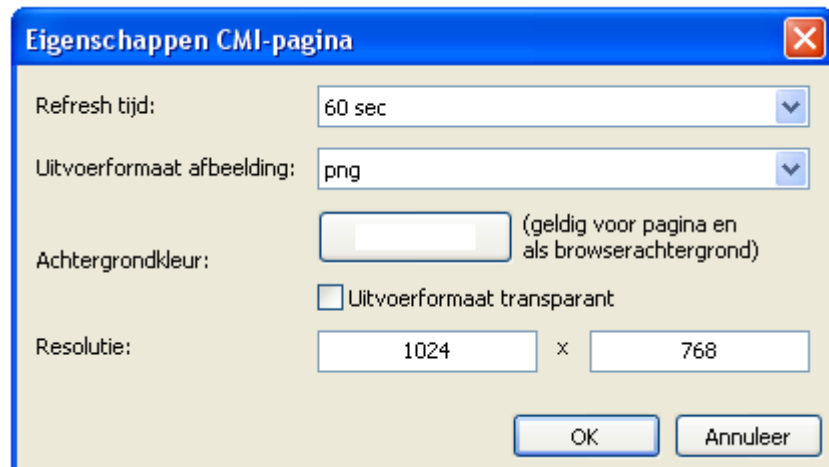 Eigenschappen CMI-pagina
Refresh tijd:
60 sec
Uitvoerformaat afbeelding:
png
Achtergrondkleur:
(geldig voor pagina en
als browserachtergrond)
Uitvoerformaat transparant
Resolutie:
1024 x 768
OK
Annuleer